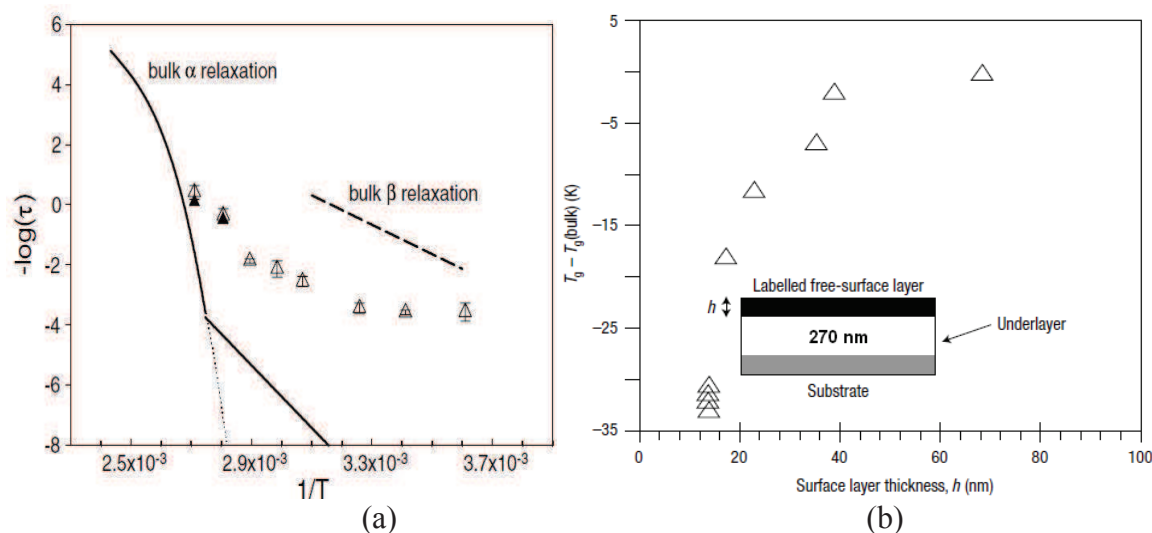 -6
4
2
0
-2
-4
-6
-8
-log(τ)
bulk α relaxation
bulk β relaxation
2.5x10⁻³ 2.9x10⁻³ 3.3x10⁻³ 3.7x10⁻³
1/T
(a)
5
−5
−15
−25
−35
Tg – Tg(bulk) (K)
Labelled free-surface layer
h
270 nm
Underlayer
Substrate
0 20 40 60 80 100
Surface layer thickness, h (nm)
(b)